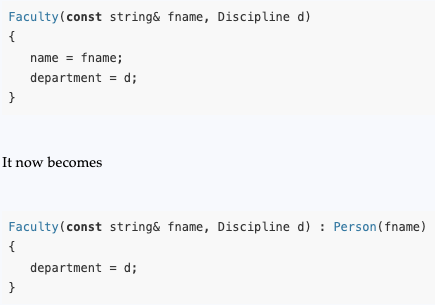 Faculty(const string& fname, Discipline d)
{
   name = fname;
   department = d;
}
It now becomes
Faculty(const string& fname, Discipline d) : Person(fname)
{
   department = d;
}